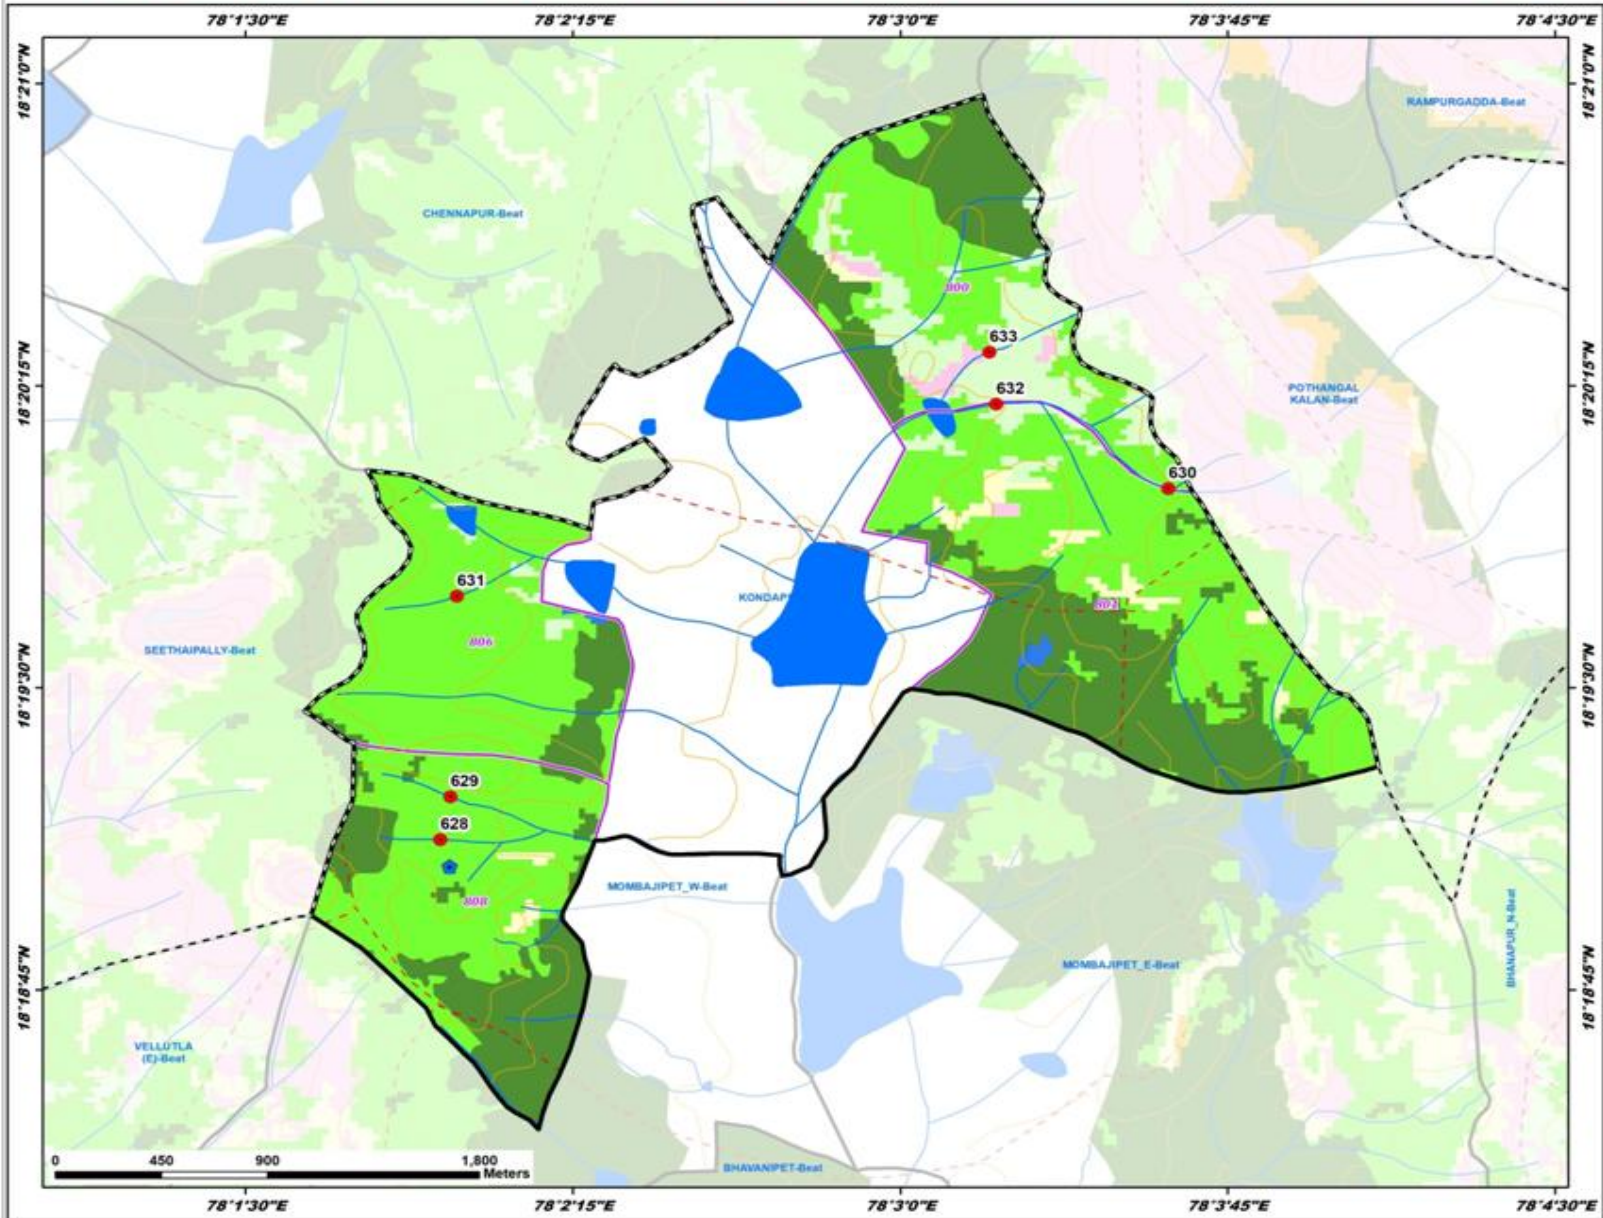 78°1'30"E 78°2'15"E 78°3'0"E 78°3'45"E 78°4'30"E
18°21'0"N 18°21'0"N
RAMPURGADDA-Beat
CHENNAPUR-Beat
800
633
18°20'15"N 18°20'15"N
632
POTHANGAL
KALAN-Beat
630
631
KONDAP
806
SEETHAIPALLY-Beat
18°19'30"N 18°19'30"N
629
628
MOMBAJIPET_W-Beat
808
BHANAPUR_N-Beat
MOMBAJIPET_E-Beat
18°18'45"N 18°18'45"N
VELLUTLA
(E)-Beat
0 450 900 1,800
Meters
BHAVANIPET-Beat
78°1'30"E 78°2'15"E 78°3'0"E 78°3'45"E 78°4'30"E